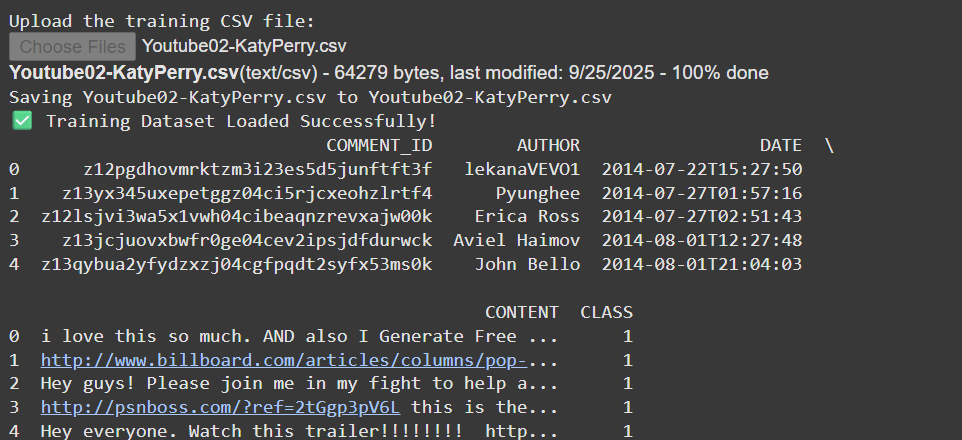 Upload the training CSV file:
Choose Files Youtube02-KatyPerry.csv
Youtube02-KatyPerry.csv(text/csv) - 64279 bytes, last modified: 9/25/2025 - 100% done
Saving Youtube02-KatyPerry.csv to Youtube02-KatyPerry.csv
✅ Training Dataset Loaded Successfully!
COMMENT_ID AUTHOR DATE \
0 z12pgdhovmrktzm3i23es5d5junftft3f lekanaVEVO1 2014-07-22T15:27:50
1 z13yx345uxepetggz04ci5rjcxeohzlrtf4 Pyunghee 2014-07-27T01:57:16
2 z12lsjvi3wa5x1vwh04cibeaqnzrevxajw00k Erica Ross 2014-07-27T02:51:43
3 z13jcjuovxbwfr0ge04cev2ipsjdfdurwck Aviel Haimov 2014-08-01T12:27:48
4 z13qybua2yfydzxzj04cgfpqdt2syfx53ms0k John Bello 2014-08-01T21:04:03
CONTENT CLASS
0 i love this so much. AND also I Generate Free ... 1
1 http://www.billboard.com/articles/columns/pop-... 1
2 Hey guys! Please join me in my fight to help a... 1
3 http://psnboss.com/?ref=2tGgp3pV6L this is the... 1
4 Hey everyone. Watch this trailer!!!!!!!! http... 1